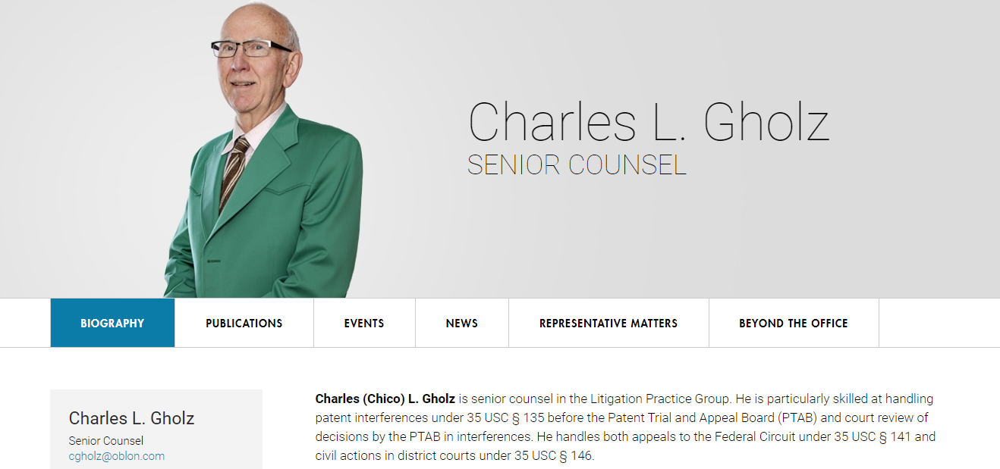 Charles L. Gholz
SENIOR COUNSEL
BIOGRAPHY
PUBLICATIONS
EVENTS
NEWS
REPRESENTATIVE MATTERS
BEYOND THE OFFICE
Charles L. Gholz
Senior Counsel
cgholz@oblon.com
Charles (Chico) L. Gholz is senior counsel in the Litigation Practice Group. He is particularly skilled at handling
patent interferences under 35 USC § 135 before the Patent Trial and Appeal Board (PTAB) and court review of
decisions by the PTAB in interferences. He handles both appeals to the Federal Circuit under 35 USC § 141 and
civil actions in district courts under 35 USC § 146.